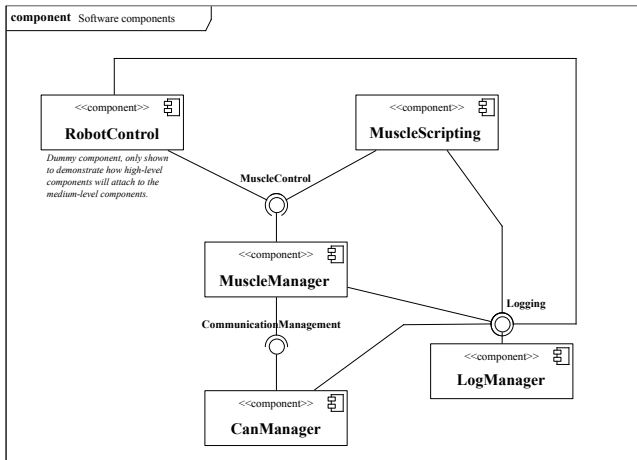 component Software components
<<component>>
RobotControl
Dummy component, only shown
to demonstrate how high-level
components will attach to the
medium-level components.
<<component>>
MuscleScripting
MuscleControl
<<component>>
MuscleManager
Logging
CommunicationManagement
<<component>>
LogManager
<<component>>
CanManager